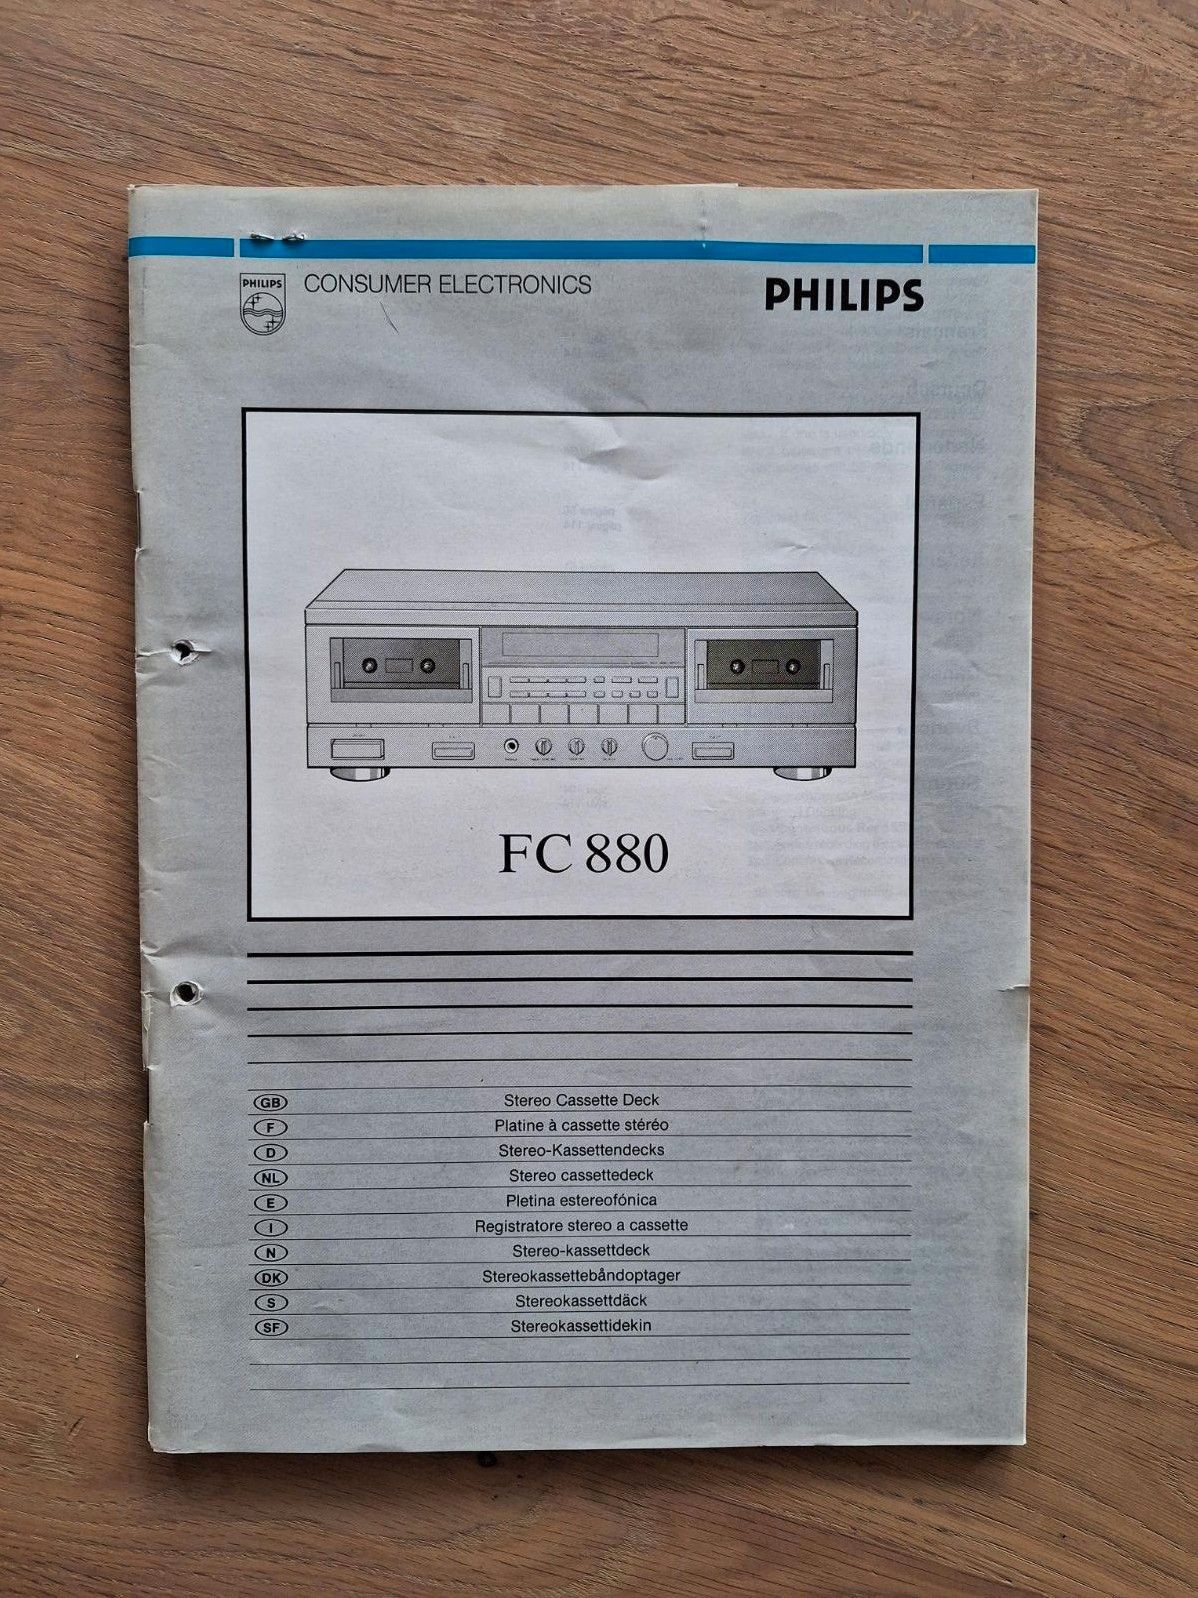 PHILIPS
CONSUMER ELECTRONICS
PHILIPS
FC 880
GB Stereo Cassette Deck
F Platine à cassette stéréo
D Stereo-Kassettendecks
NL Stereo cassettedeck
E Pletina estereofónica
I Registratore stereo a cassette
N Stereo-kassettdeck
DK Stereokassettebåndoptager
S Stereokassettdäck
SF Stereokassettidekin